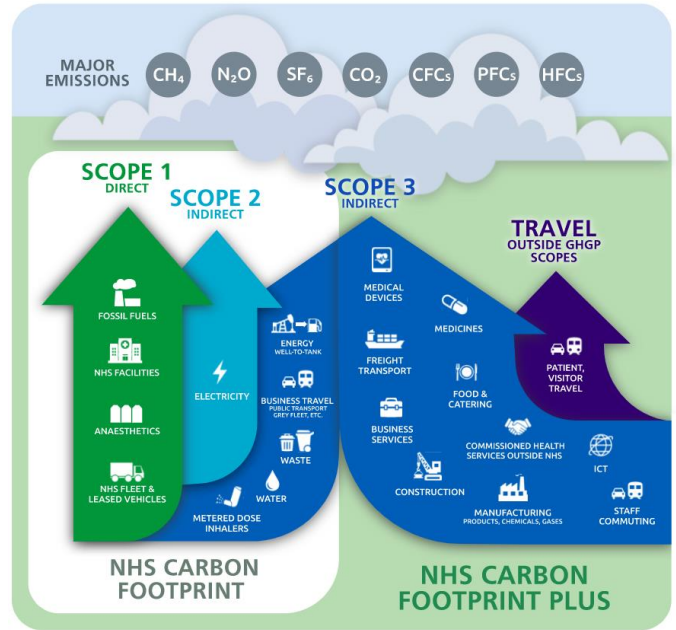 MAJOR
EMISSIONS
CH₄
N₂O
SF₆
CO₂
CFCs
PFCs
HFCs
SCOPE 1
DIRECT
SCOPE 2
INDIRECT
SCOPE 3
INDIRECT
TRAVEL
OUTSIDE GHGP
SCOPES
FOSSIL FUELS
NHS FACILITIES
ANAESTHETICS
NHS FLEET &
LEASED VEHICLES
ELECTRICITY
ENERGY
WELL-TO-TANK
BUSINESS TRAVEL
PUBLIC TRANSPORT
GREY FLEET, ETC.
WASTE
WATER
METERED DOSE
INHALERS
MEDICAL
DEVICES
MEDICINES
FREIGHT
TRANSPORT
FOOD &
CATERING
BUSINESS
SERVICES
COMMISSIONED HEALTH
SERVICES OUTSIDE NHS
CONSTRUCTION
MANUFACTURING
PRODUCTS, CHEMICALS, GASES
ICT
STAFF
COMMUTING
PATIENT,
VISITOR
TRAVEL
NHS CARBON
FOOTPRINT
NHS CARBON
FOOTPRINT PLUS